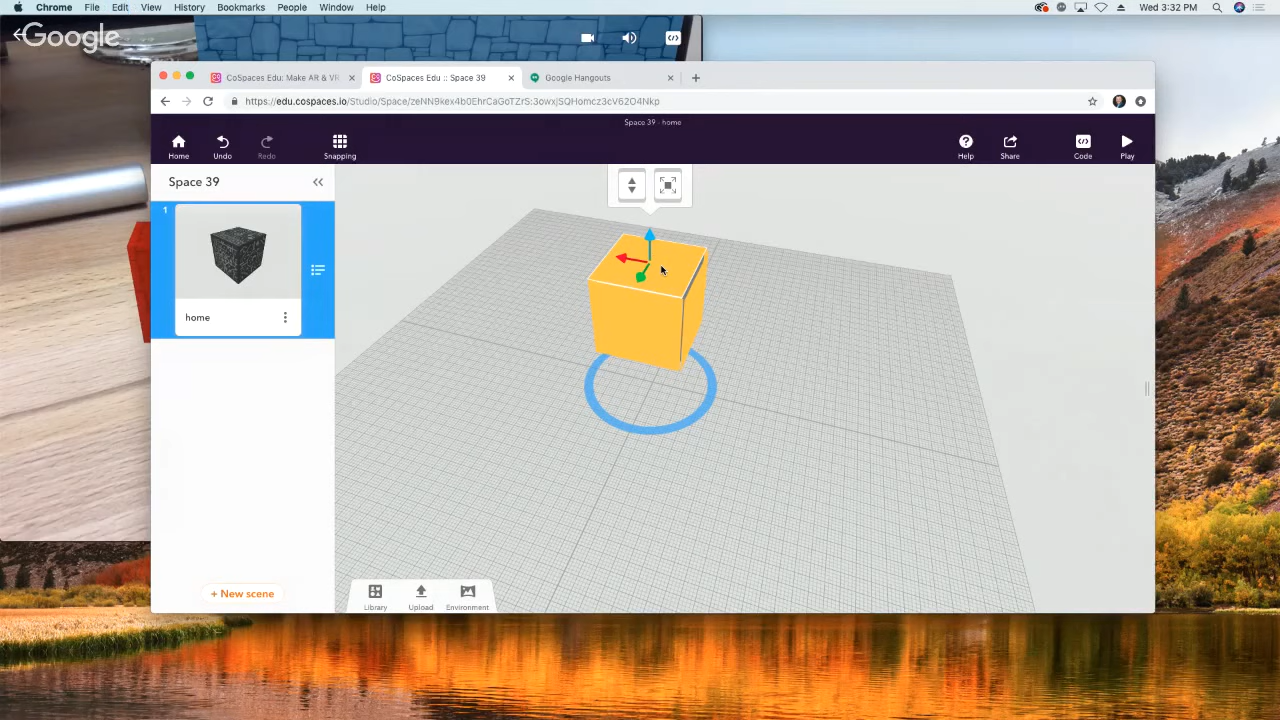 Chrome File Edit View History Bookmarks People Window Help Wed 3:32 PM
Google
CoSpaces Edu: Make AR & VR
CoSpaces Edu :: Space 39
Google Hangouts
https://edu.cospaces.io/Studio/Space/zeNN9kex4b0EhrCaGoTZrS:3owxjSQHomcz3cV62O4Nkp
Space 39 - home
Home Undo Redo Snapping Help Share Code Play
Space 39
1
home
+ New scene
Library Upload Environment